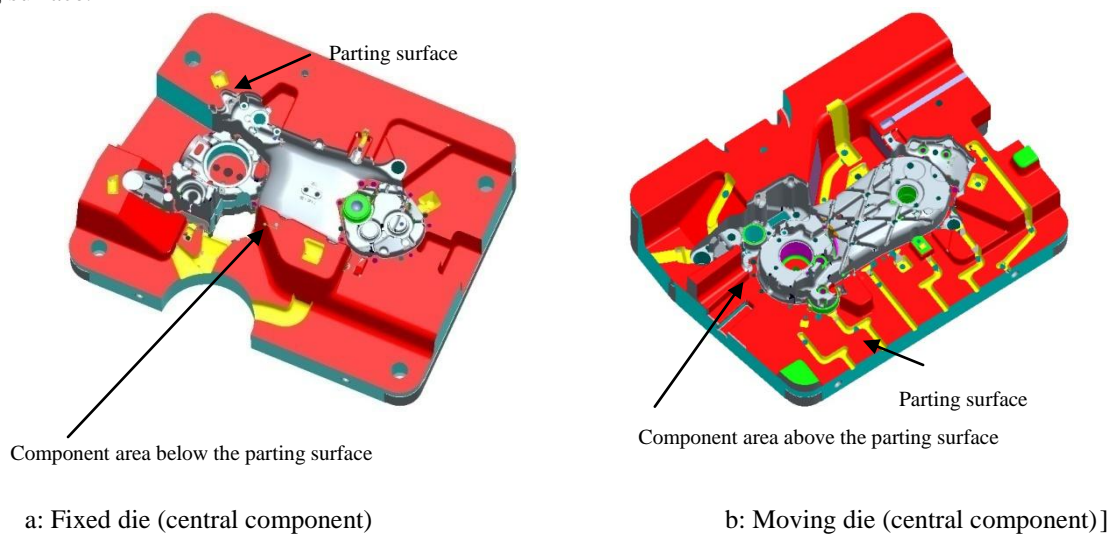 Parting surface
Parting surface
Component area above the parting surface
Component area below the parting surface
a: Fixed die (central component)
b: Moving die (central component)]